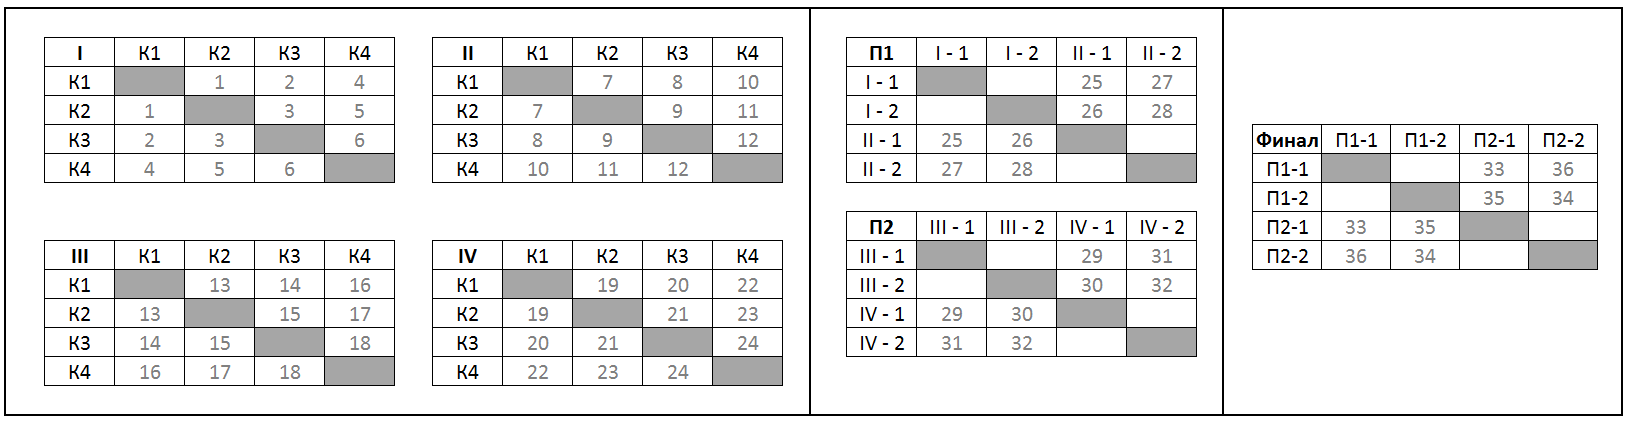 I К1 К2 К3 К4
К1 1 2 4
К2 1 3 5
К3 2 3 6
К4 4 5 6
II К1 К2 К3 К4
К1 7 8 10
К2 7 9 11
К3 8 9 12
К4 10 11 12
III К1 К2 К3 К4
К1 13 14 16
К2 13 15 17
К3 14 15 18
К4 16 17 18
IV К1 К2 К3 К4
К1 19 20 22
К2 19 21 23
К3 20 21 24
К4 22 23 24
П1 I - 1 I - 2 II - 1 II - 2
I - 1 25 27
I - 2 26 28
II - 1 25 26
II - 2 27 28
П2 III - 1 III - 2 IV - 1 IV - 2
III - 1 29 31
III - 2 30 32
IV - 1 29 30
IV - 2 31 32
Финал П1-1 П1-2 П2-1 П2-2
П1-1 33 36
П1-2 35 34
П2-1 33 35
П2-2 36 34